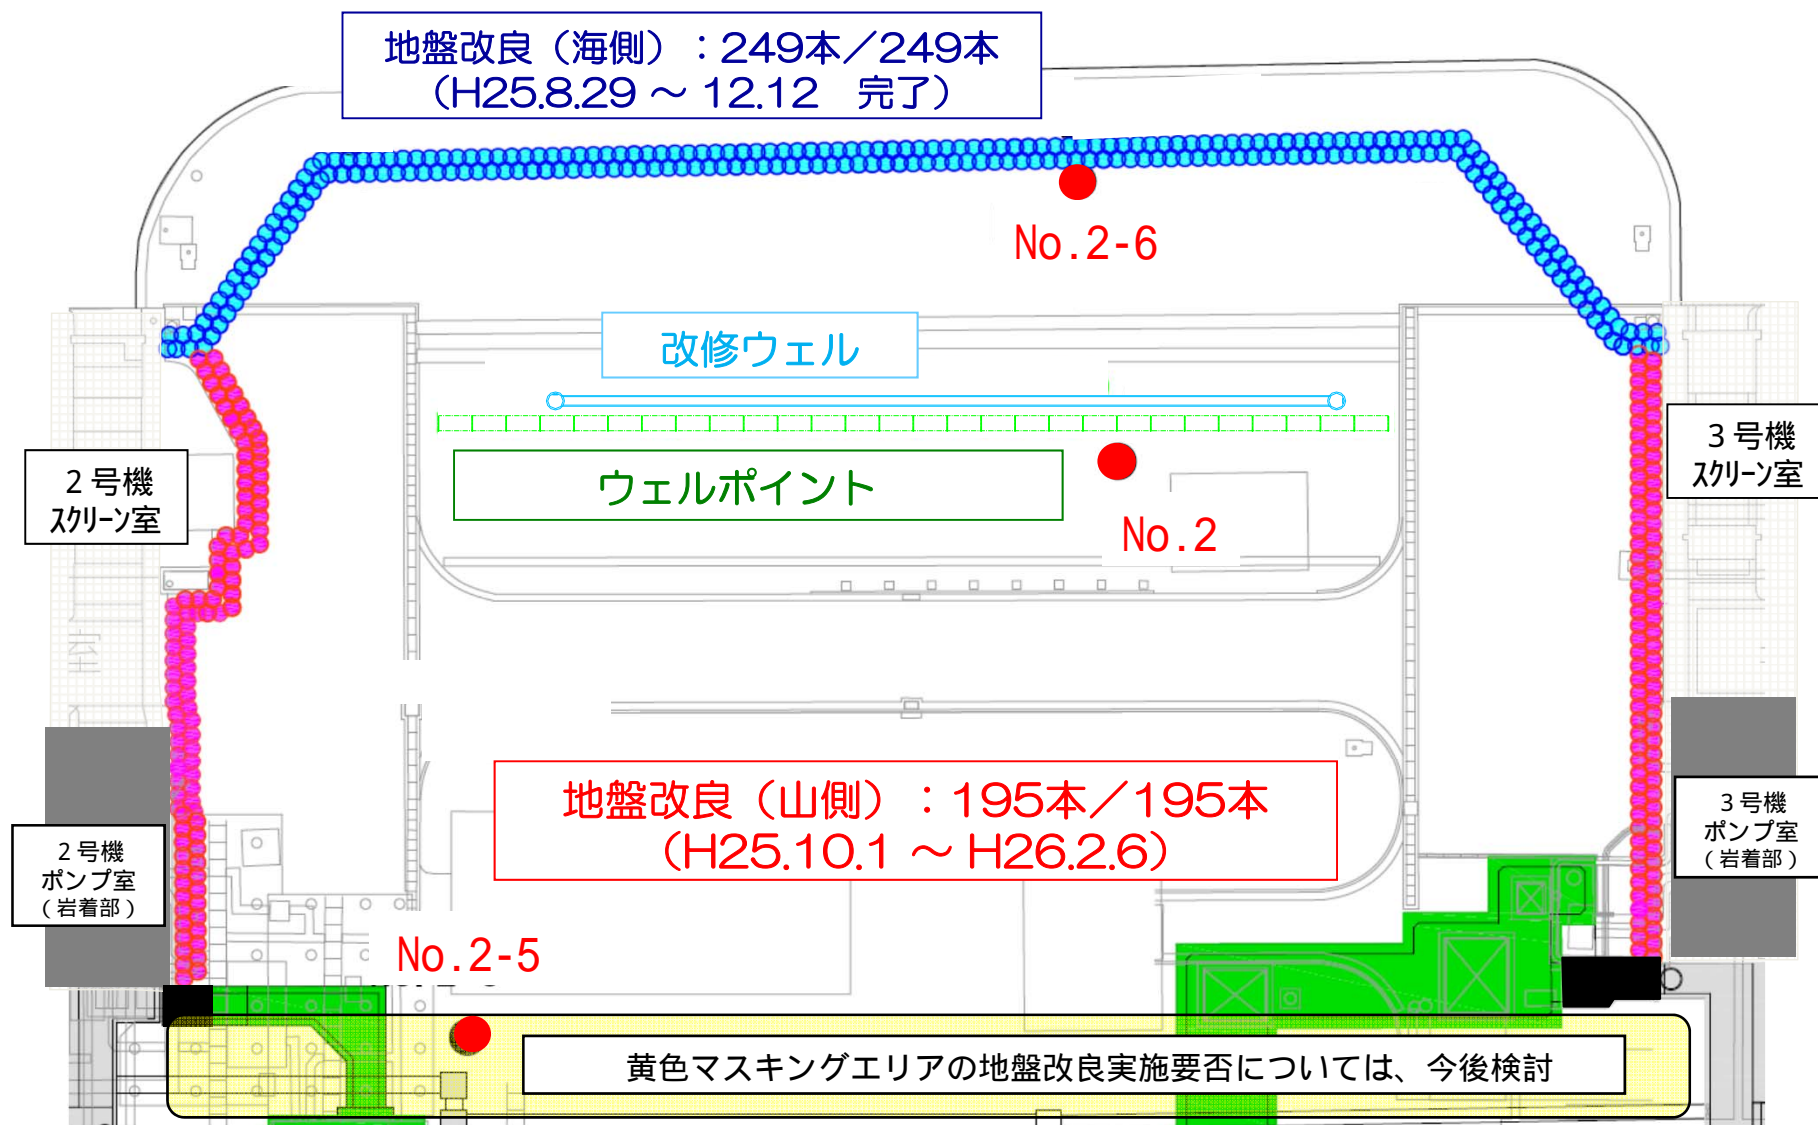 地盤改良（海側）：249本／249本
（H25.8.29 ～ 12.12　完了）
No.2-6
改修ウェル
ウェルポイント
No.2
２号機
ｽｸﾘｰﾝ室
３号機
ｽｸﾘｰﾝ室
地盤改良（山側）：195本／195本
（H25.10.1 ～ H26.2.6）
２号機
ポンプ室
（岩着部）
３号機
ポンプ室
（岩着部）
No.2-5
黄色マスキングエリアの地盤改良実施要否については、今後検討